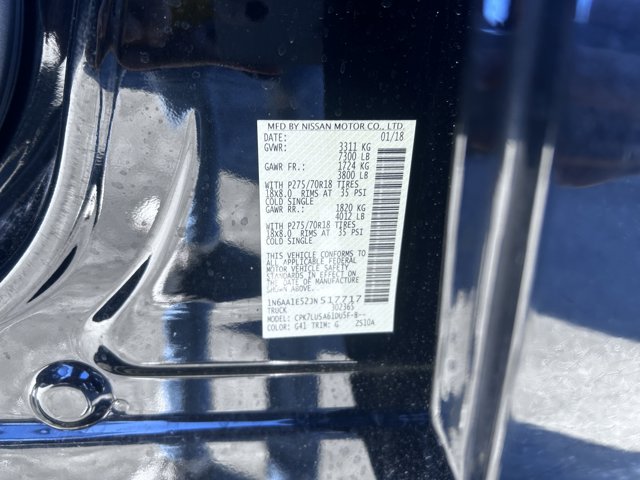 MFD BY NISSAN MOTOR CO., LTD.
DATE: 01/18
GVWR: 3311 KG
7300 LB
GAWR FR.: 1724 KG
3800 LB
WITH P275/70R18 TIRES
18x8.0 RIMS AT 35 PSI
COLD SINGLE
GAWR RR.: 1820 KG
4012 LB
WITH P275/70R18 TIRES
18x8.0 RIMS AT 35 PSI
COLD SINGLE
THIS VEHICLE CONFORMS TO
ALL APPLICABLE FEDERAL
MOTOR VEHICLE SAFETY
STANDARDS IN EFFECT ON
THE DATE OF MANUFACTURE
SHOWN ABOVE.
1N6AA1E52JN517717
TRUCK 302365
MODEL: CPK7LU5A61DU5F-B--
COLOR: G41 TRIM: G 2S10A